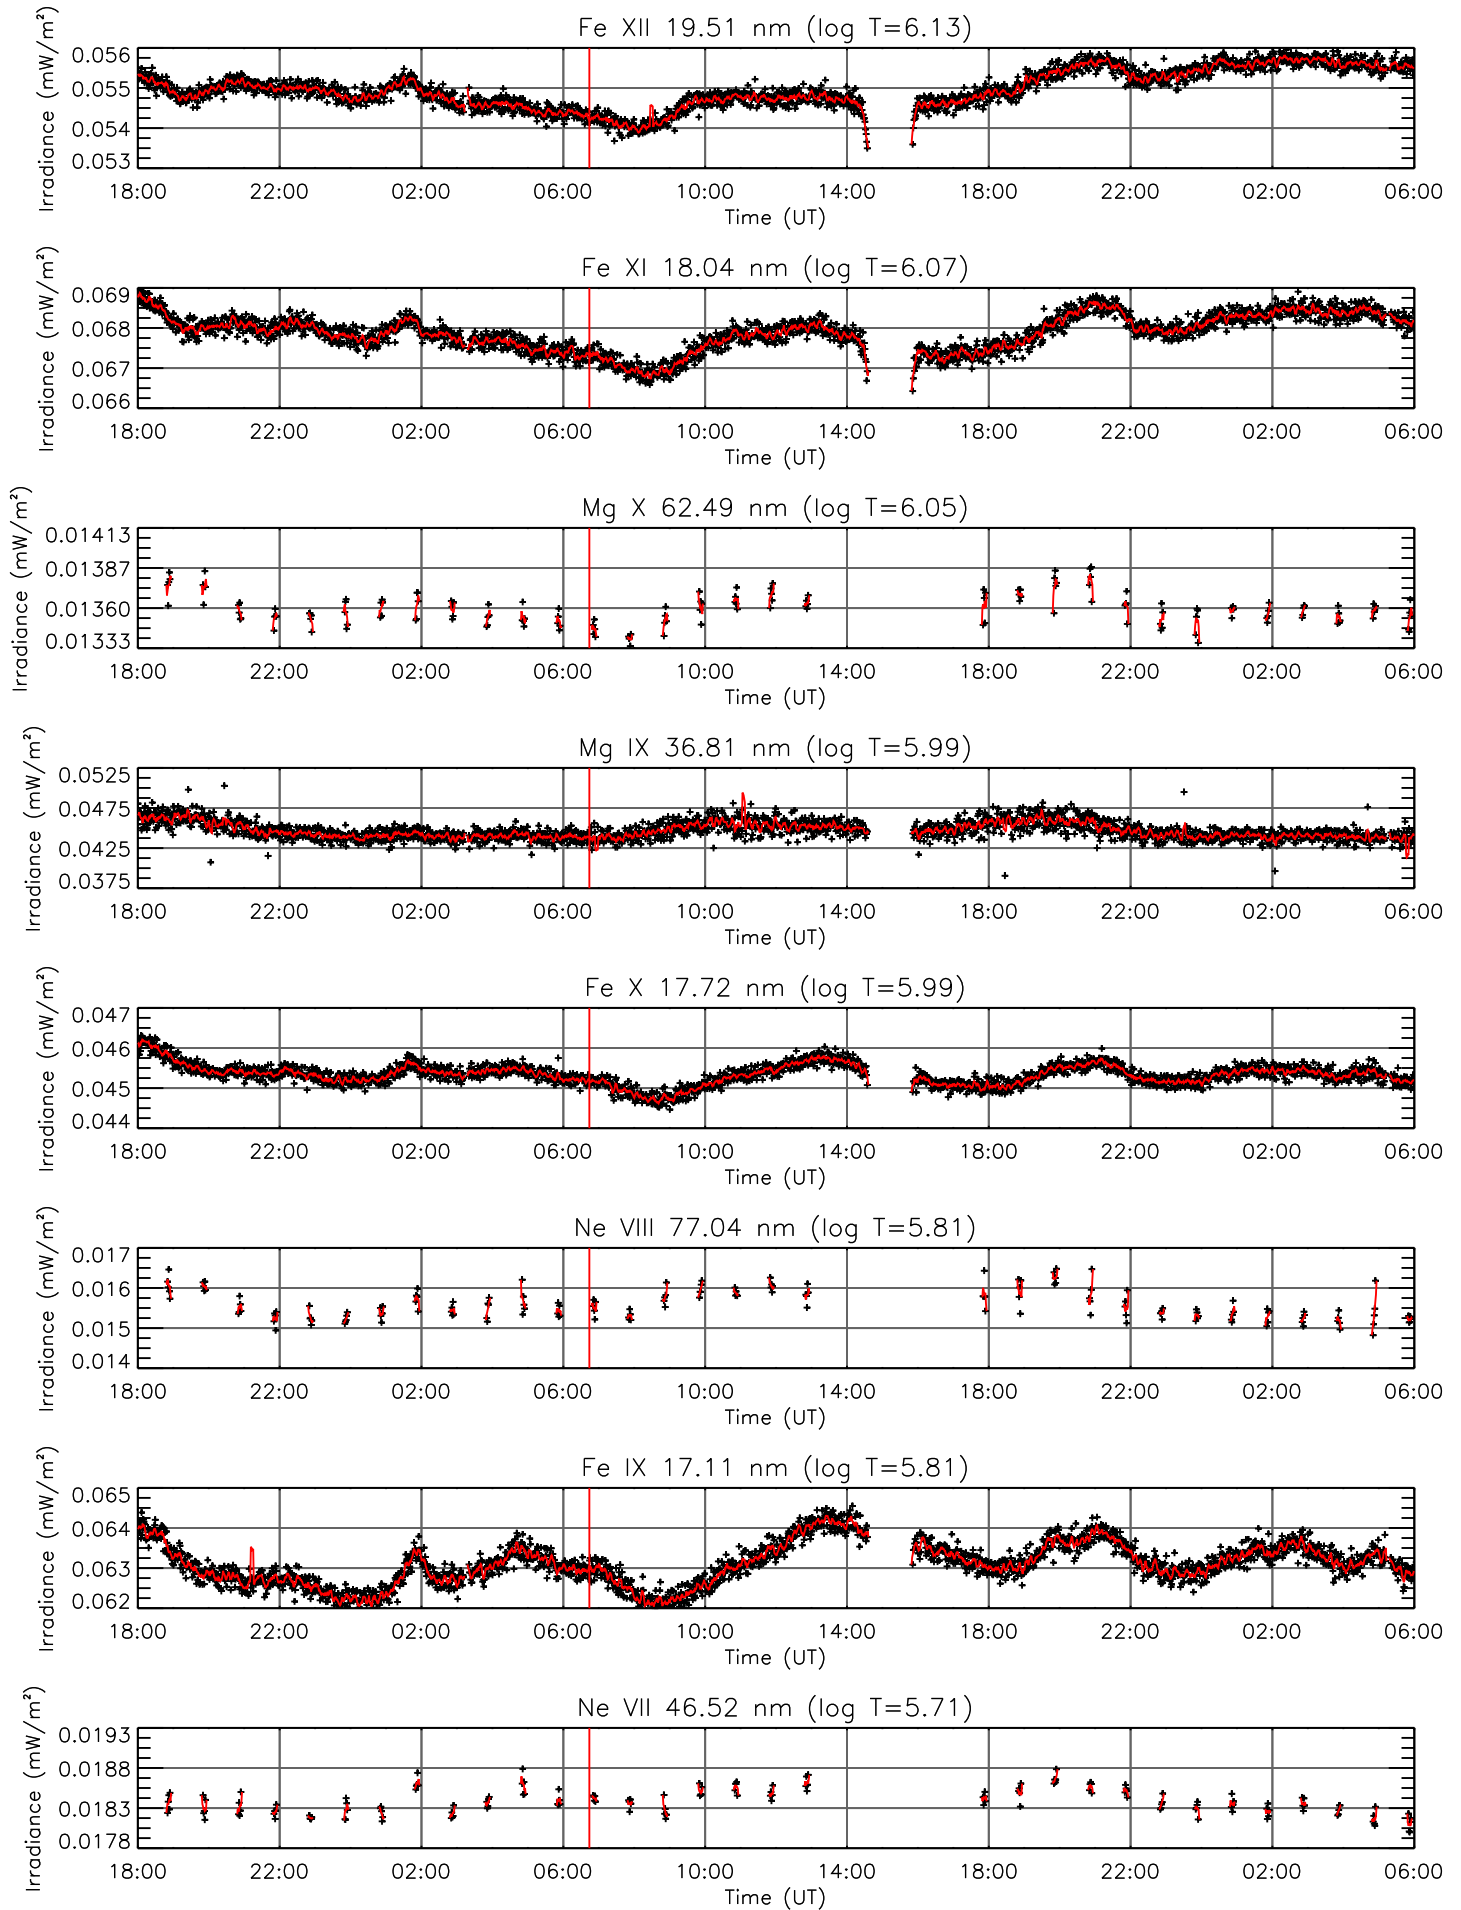 Fe XII 19.51 nm (log T=6.13)
Irradiance (mW/m²)
0.056
0.055
0.054
0.053
18:00 22:00 02:00 06:00 10:00 14:00 18:00 22:00 02:00 06:00
Time (UT)
Fe XI 18.04 nm (log T=6.07)
Irradiance (mW/m²)
0.069
0.068
0.067
0.066
18:00 22:00 02:00 06:00 10:00 14:00 18:00 22:00 02:00 06:00
Time (UT)
Mg X 62.49 nm (log T=6.05)
Irradiance (mW/m²)
0.01413
0.01387
0.01360
0.01333
18:00 22:00 02:00 06:00 10:00 14:00 18:00 22:00 02:00 06:00
Time (UT)
Mg IX 36.81 nm (log T=5.99)
Irradiance (mW/m²)
0.0525
0.0475
0.0425
0.0375
18:00 22:00 02:00 06:00 10:00 14:00 18:00 22:00 02:00 06:00
Time (UT)
Fe X 17.72 nm (log T=5.99)
Irradiance (mW/m²)
0.047
0.046
0.045
0.044
18:00 22:00 02:00 06:00 10:00 14:00 18:00 22:00 02:00 06:00
Time (UT)
Ne VIII 77.04 nm (log T=5.81)
Irradiance (mW/m²)
0.017
0.016
0.015
0.014
18:00 22:00 02:00 06:00 10:00 14:00 18:00 22:00 02:00 06:00
Time (UT)
Fe IX 17.11 nm (log T=5.81)
Irradiance (mW/m²)
0.065
0.064
0.063
0.062
18:00 22:00 02:00 06:00 10:00 14:00 18:00 22:00 02:00 06:00
Time (UT)
Ne VII 46.52 nm (log T=5.71)
Irradiance (mW/m²)
0.0193
0.0188
0.0183
0.0178
18:00 22:00 02:00 06:00 10:00 14:00 18:00 22:00 02:00 06:00
Time (UT)